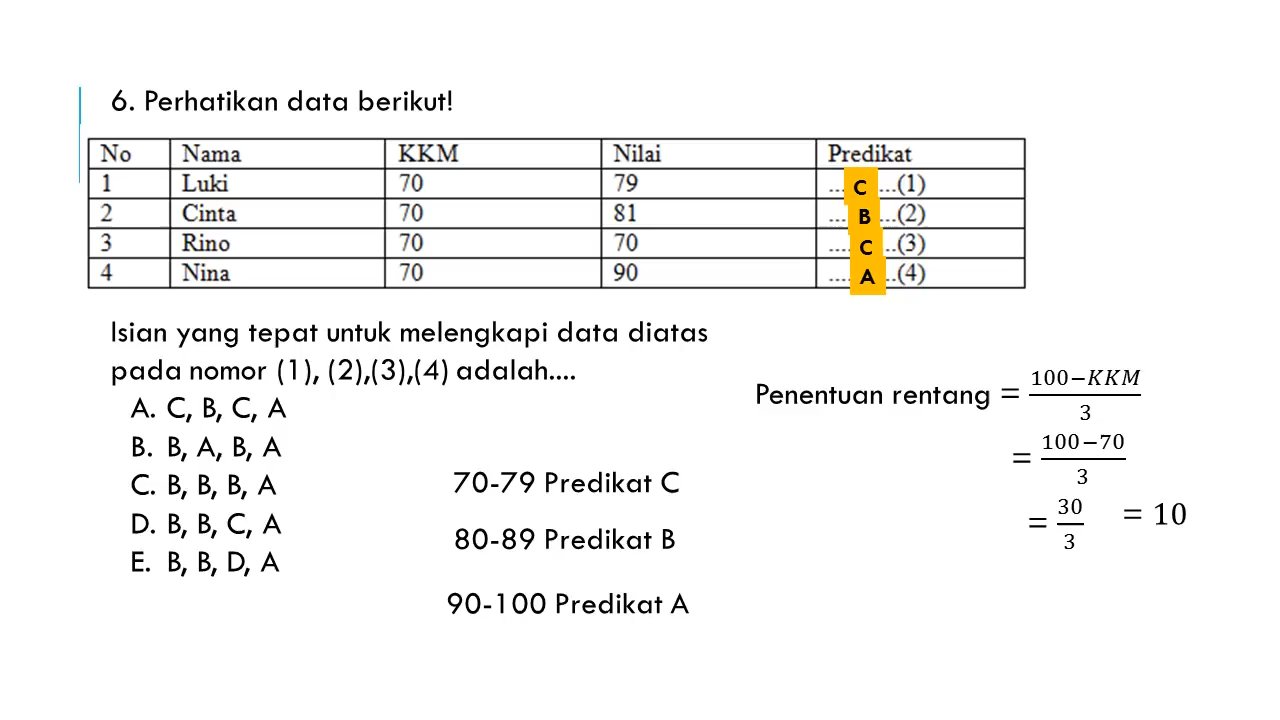 6. Perhatikan data berikut!
No Nama KKM Nilai Predikat
1 Luki 70 79 ... C ...(1)
2 Cinta 70 81 ... B ...(2)
3 Rino 70 70 .... C ..(3)
4 Nina 70 90 .... A ..(4)
Isian yang tepat untuk melengkapi data diatas
pada nomor (1), (2),(3),(4) adalah....
A. C, B, C, A
B. B, A, B, A
C. B, B, B, A
D. B, B, C, A
E. B, B, D, A
70-79 Predikat C
80-89 Predikat B
90-100 Predikat A
Penentuan rentang = \frac{100−KKM}{3}
= \frac{100−70}{3}
= \frac{30}{3} = 10